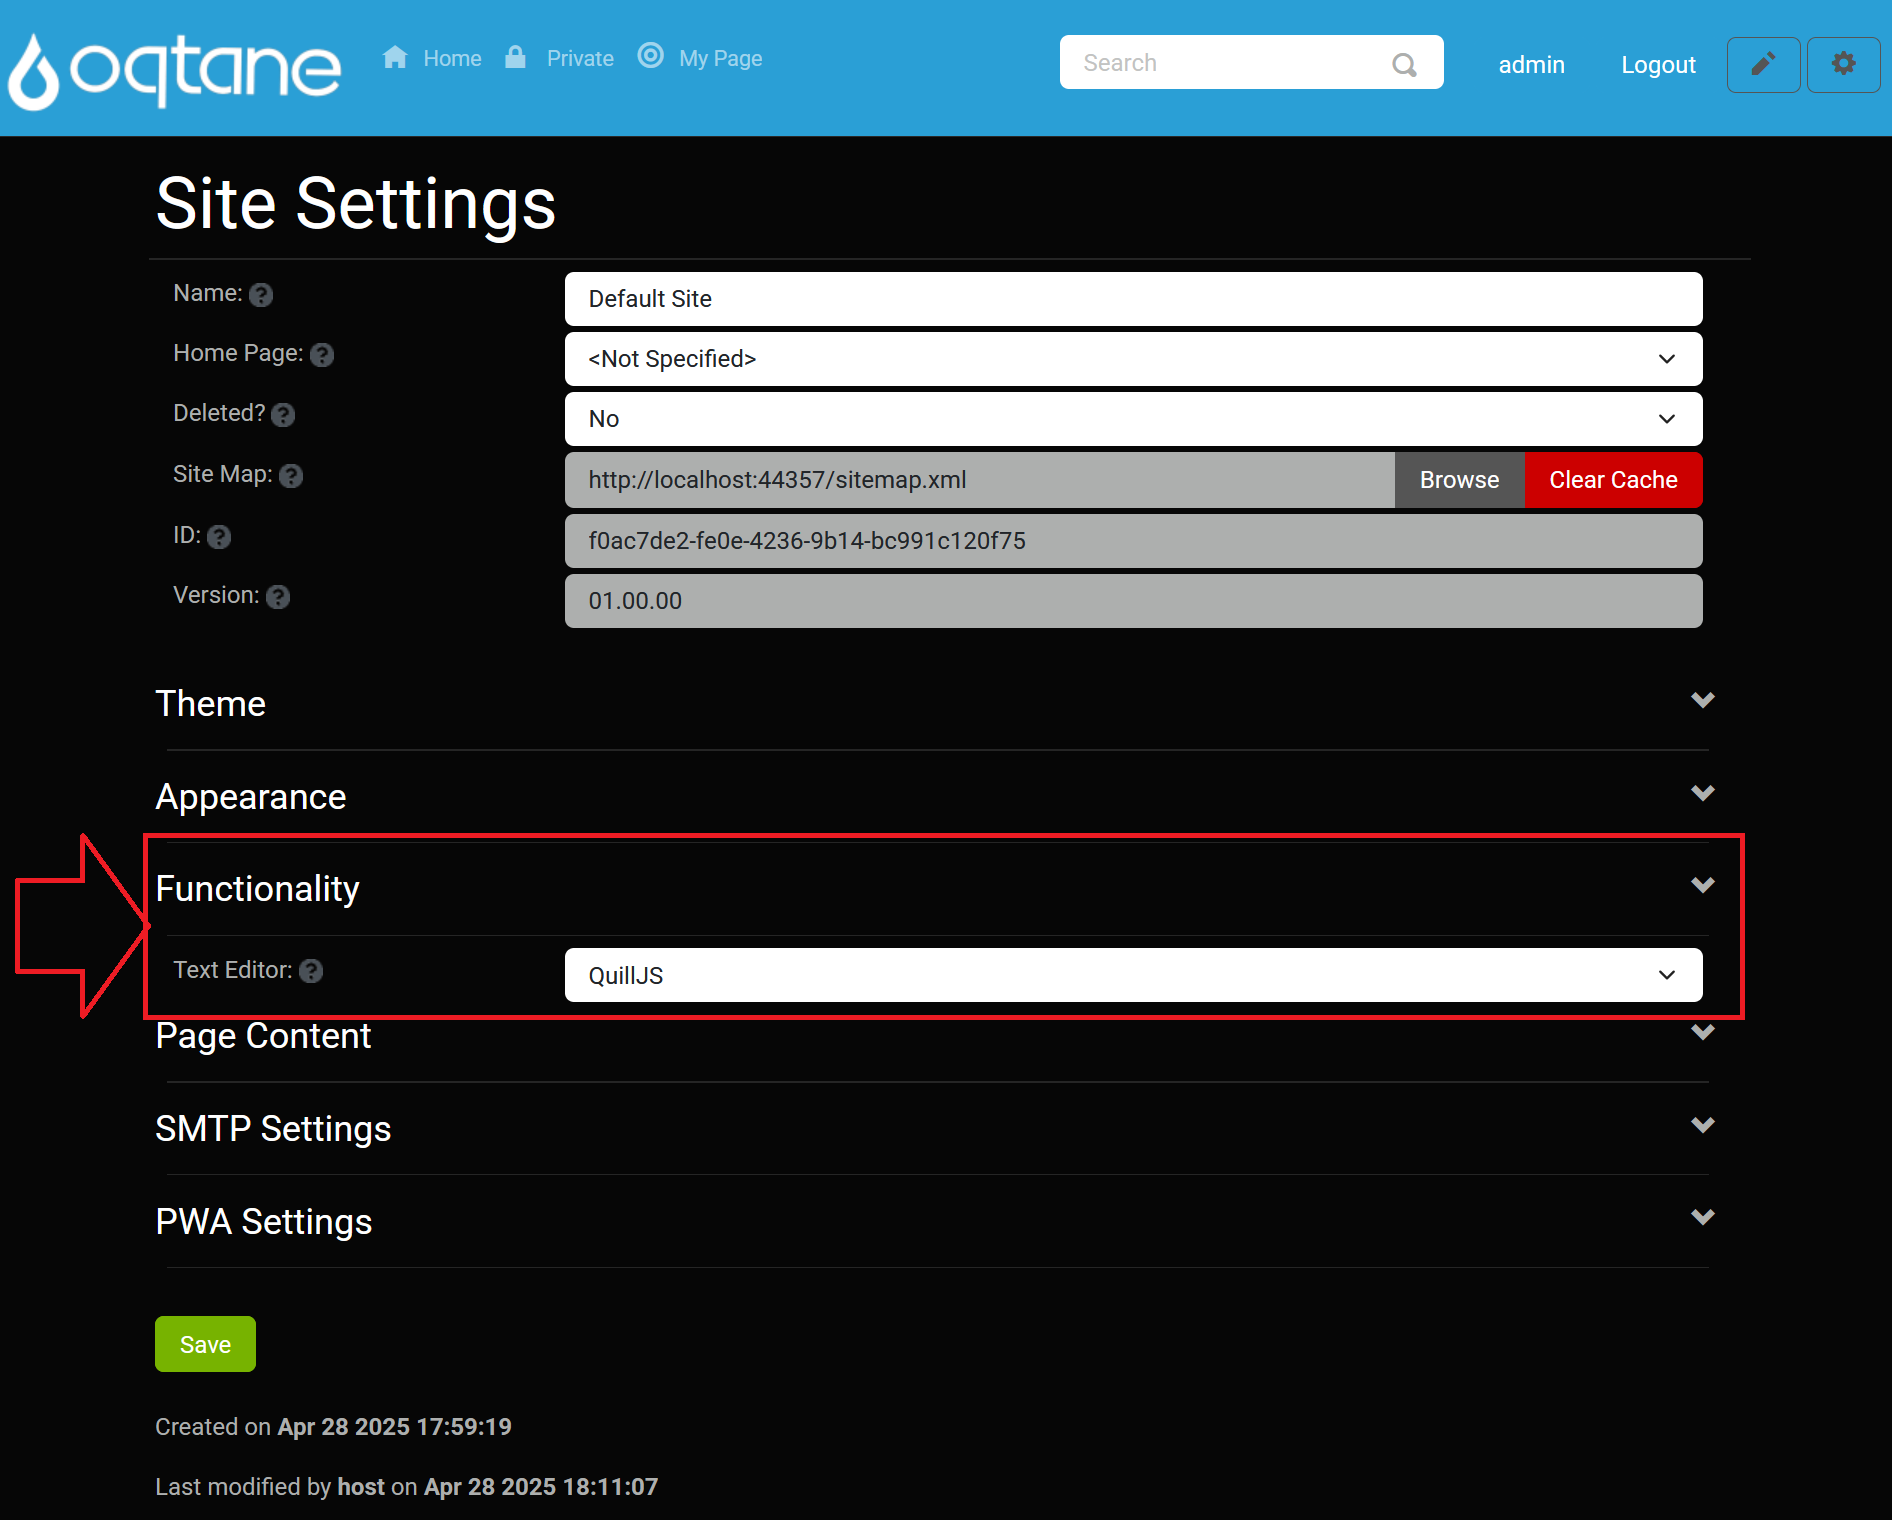 oqtane
Home Private My Page
Search
admin
Logout
Site Settings
Name: ?
Default Site
Home Page: ?
<Not Specified>
Deleted? ?
No
Site Map: ?
http://localhost:44357/sitemap.xml
Browse
Clear Cache
ID: ?
f0ac7de2-fe0e-4236-9b14-bc991c120f75
Version: ?
01.00.00
Theme
Appearance
Functionality
Text Editor: ?
QuillJS
Page Content
SMTP Settings
PWA Settings
Save
Created on Apr 28 2025 17:59:19
Last modified by host on Apr 28 2025 18:11:07